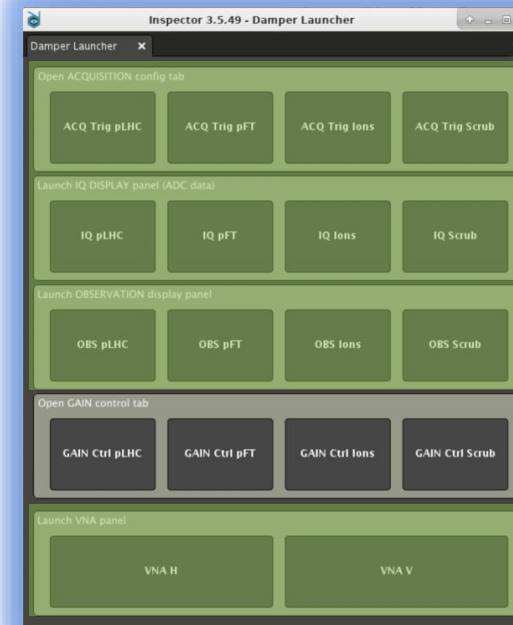 Inspector 3.5.49 - Damper Launcher
Damper Launcher
Open ACQUISITION config tab
ACQ Trig pLHC ACQ Trig pFT ACQ Trig Ions ACQ Trig Scrub
Launch IQ DISPLAY panel (ADC data)
IQ pLHC IQ pFT IQ Ions IQ Scrub
Launch OBSERVATION display panel
OBS pLHC OBS pFT OBS Ions OBS Scrub
Open GAIN control tab
GAIN Ctrl pLHC GAIN Ctrl pFT GAIN Ctrl Ions GAIN Ctrl Scrub
Launch VNA panel
VNA H VNA V